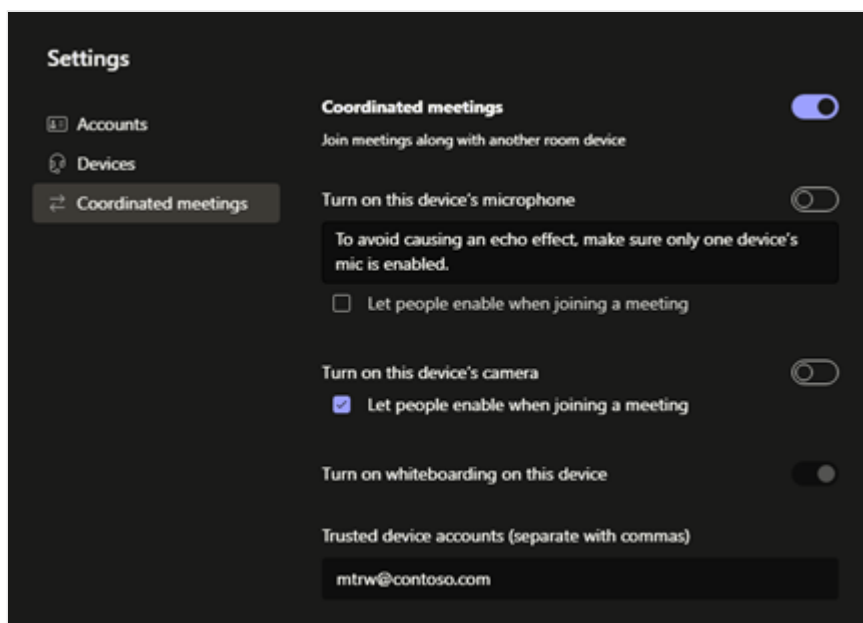 Settings
Accounts
Devices
Coordinated meetings
Coordinated meetings
Join meetings along with another room device
Turn on this device's microphone
To avoid causing an echo effect, make sure only one device's
mic is enabled.
Let people enable when joining a meeting
Turn on this device's camera
Let people enable when joining a meeting
Turn on whiteboarding on this device
Trusted device accounts (separate with commas)
mtrw@contoso.com